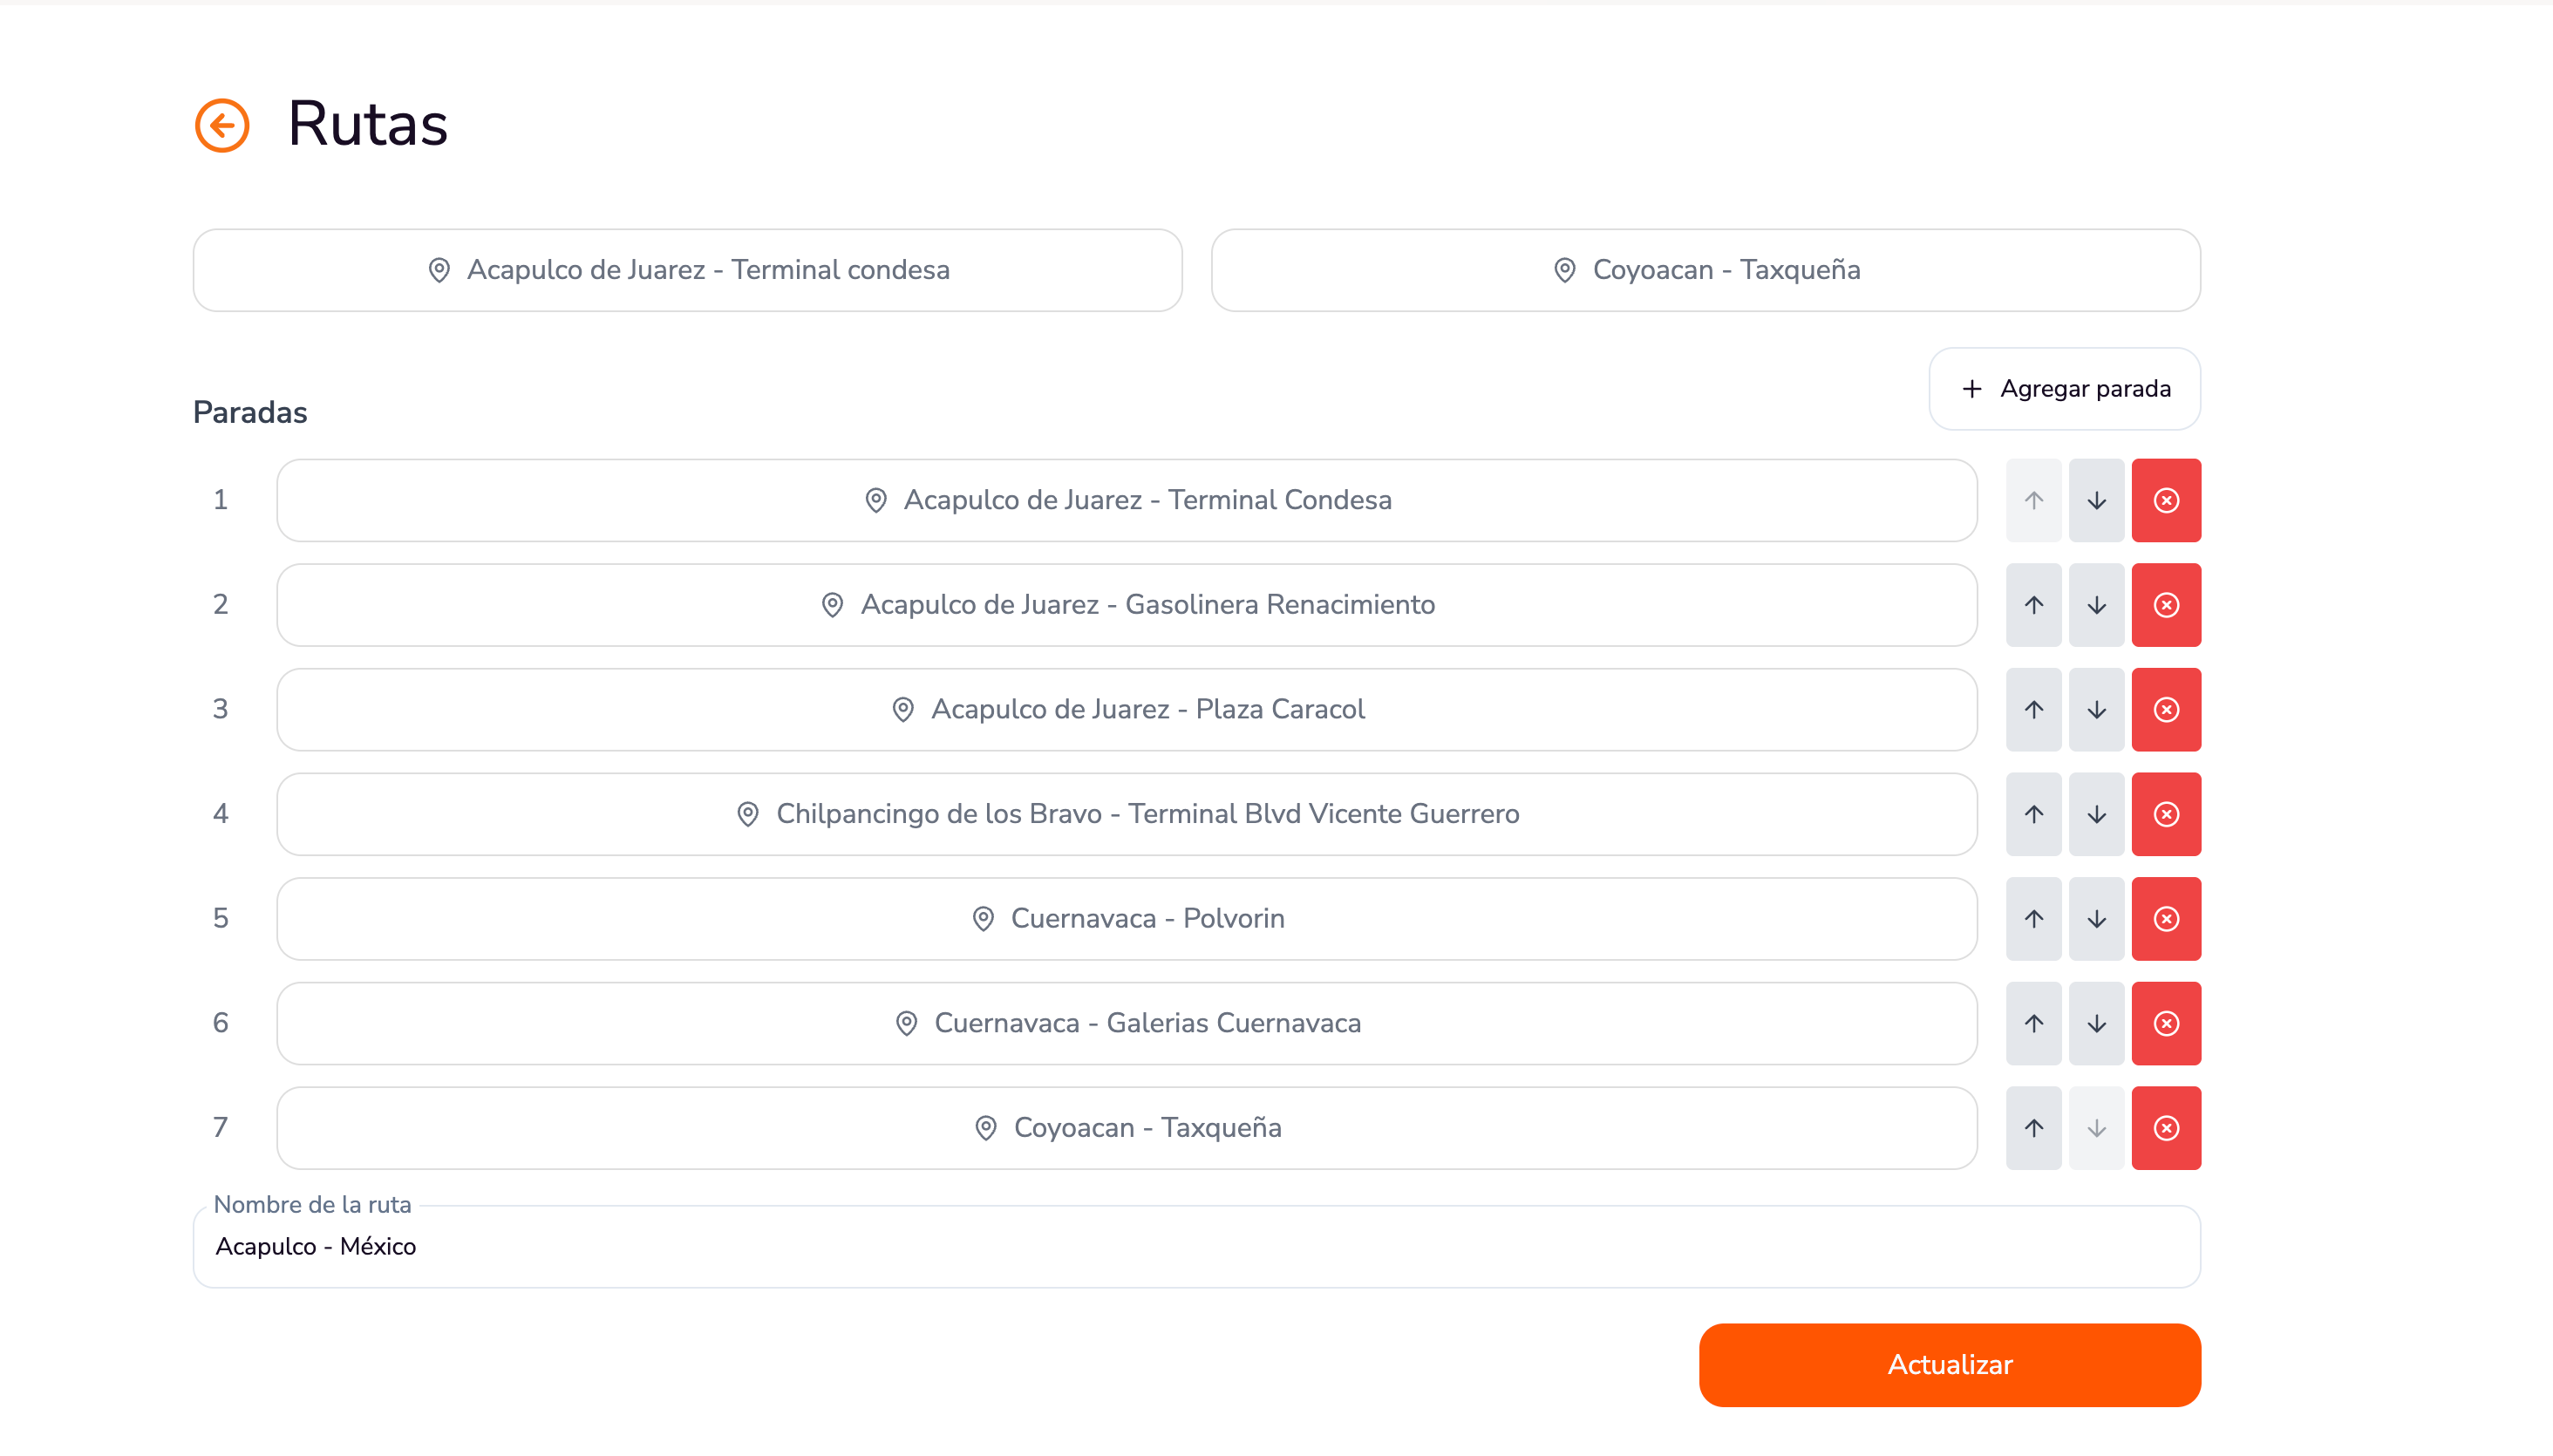 Rutas
Acapulco de Juarez - Terminal condesa
Coyoacan - Taxqueña
Agregar parada
Paradas
1
Acapulco de Juarez - Terminal Condesa
2
Acapulco de Juarez - Gasolinera Renacimiento
3
Acapulco de Juarez - Plaza Caracol
4
Chilpancingo de los Bravo - Terminal Blvd Vicente Guerrero
5
Cuernavaca - Polvorin
6
Cuernavaca - Galerias Cuernavaca
7
Coyoacan - Taxqueña
Nombre de la ruta
Acapulco - México
Actualizar